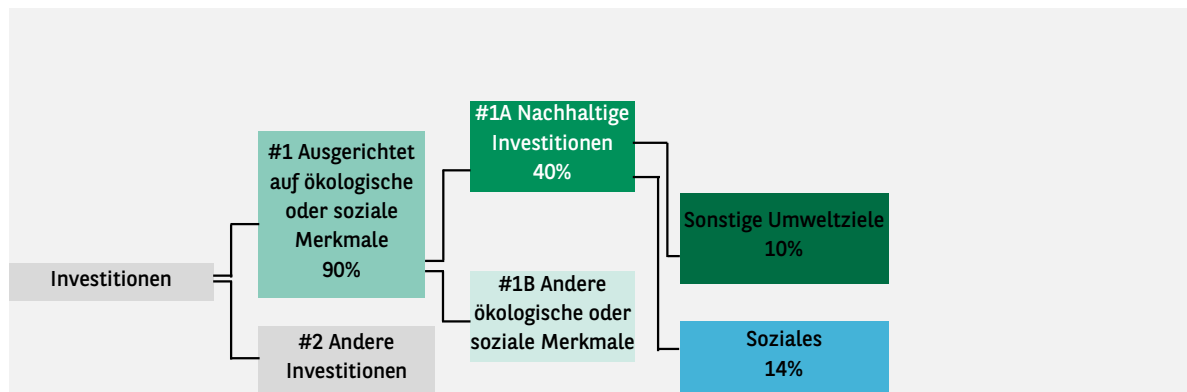 #1A Nachhaltige
Investitionen
40%
#1 Ausgerichtet
auf ökologische
oder soziale
Merkmale
90%
Sonstige Umweltziele
10%
Investitionen
#1B Andere
ökologische oder
soziale Merkmale
#2 Andere
Investitionen
Soziales
14%